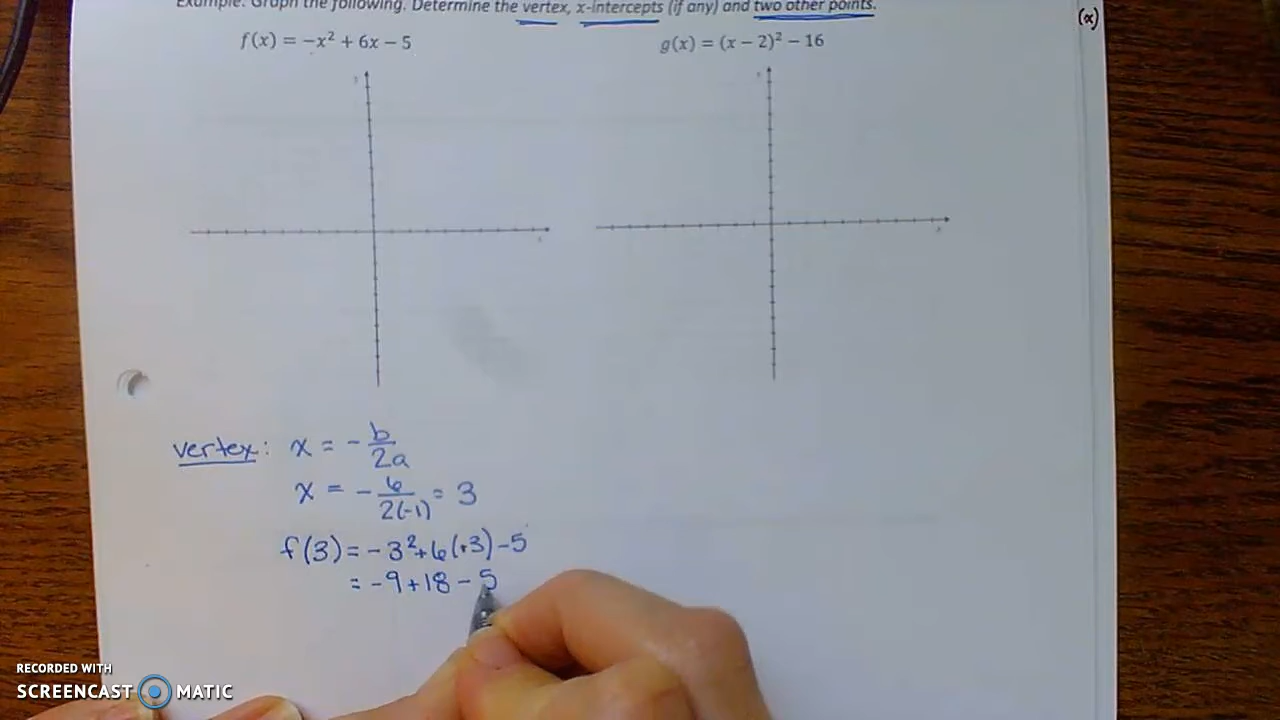 Example: Graph the following. Determine the vertex, x-intercepts (if any) and two other points.
(x)
f(x) = −x² + 6x − 5
g(x) = (x − 2)² − 16
y
y
x
x
vertex: x = - b/2a
x = - 6/2(-1) = 3
f(3) = -3²+6(+3)-5
= -9+18-5
RECORDED WITH
SCREENCAST MATIC